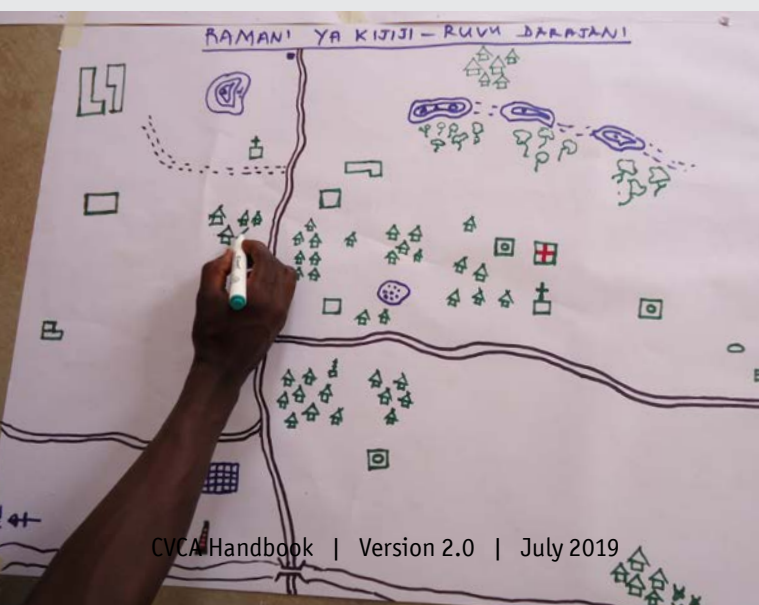 RAMANI YA KIJIJI – RUVU DARAJANI
CVCA Handbook | Version 2.0 | July 2019